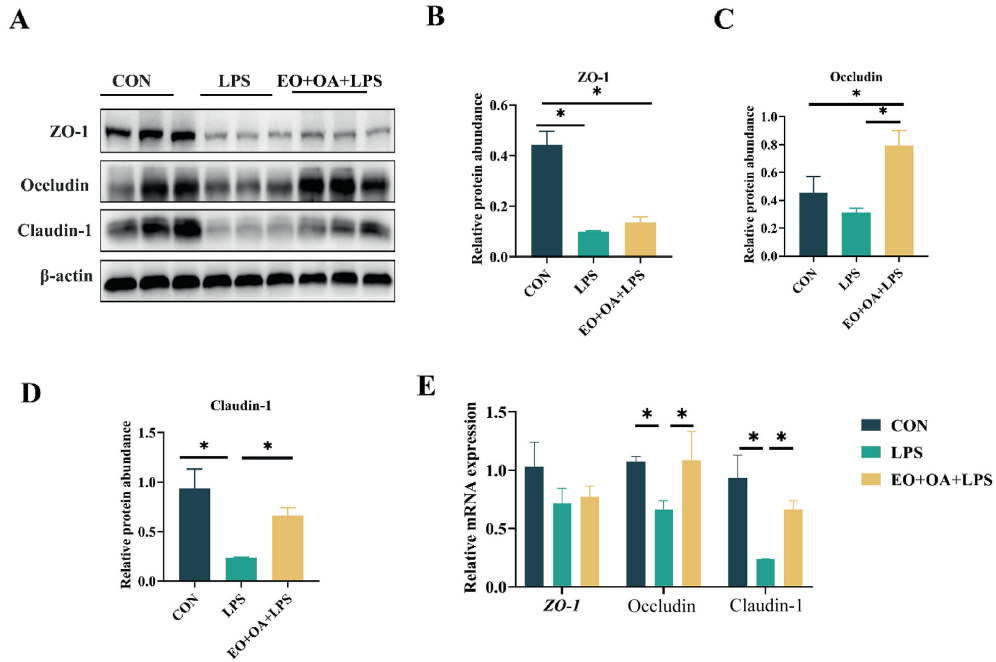 A
CON LPS EO+OA+LPS
ZO-1
Occludin
Claudin-1
β-actin
B
ZO-1
Relative protein abundance
0.6
0.4
0.2
0.0
*
*
CON
LPS
EO+OA+LPS
C
Occludin
Relative protein abundance
1.0
0.8
0.6
0.4
0.2
0.0
*
*
CON
LPS
EO+OA+LPS
D
Claudin-1
Relative protein abundance
1.5
1.0
0.5
0.0
*
*
CON
LPS
EO+OA+LPS
E
Relative mRNA expression
1.5
1.0
0.5
0.0
* *
* *
ZO-1 Occludin Claudin-1
CON
LPS
EO+OA+LPS